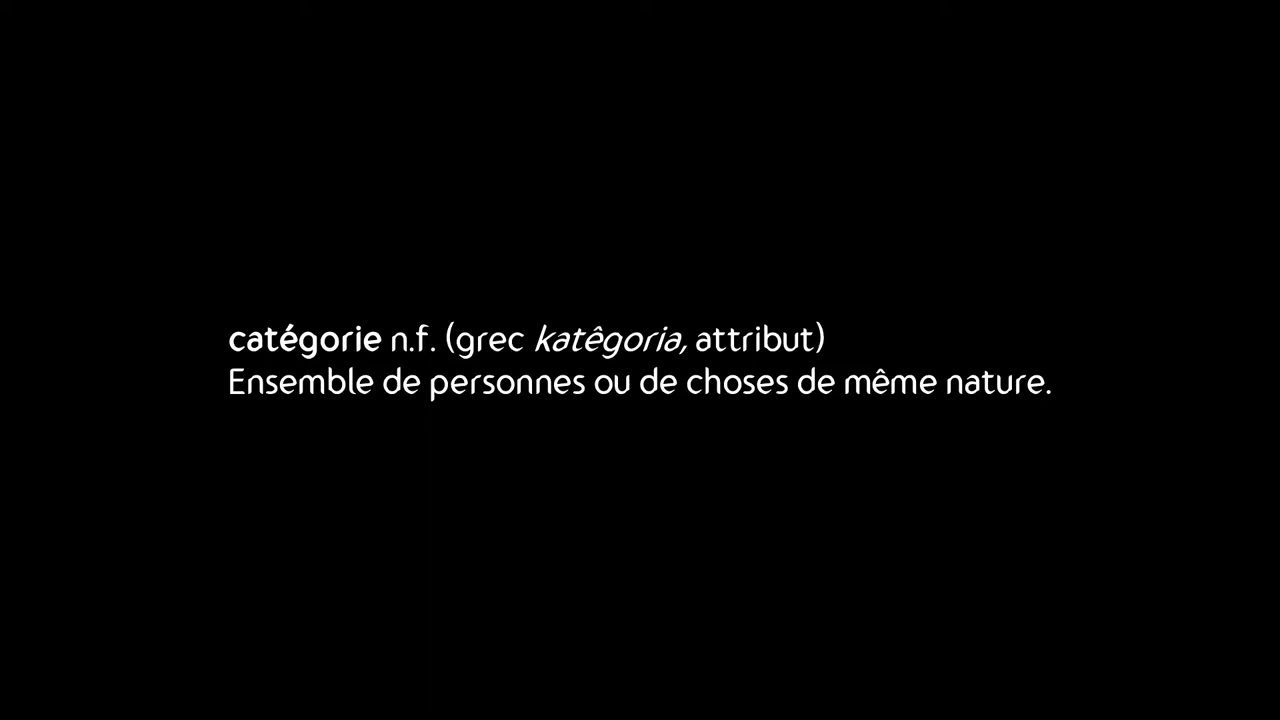 catégorie n.f. (grec katêgoria, attribut)
Ensemble de personnes ou de choses de même nature.